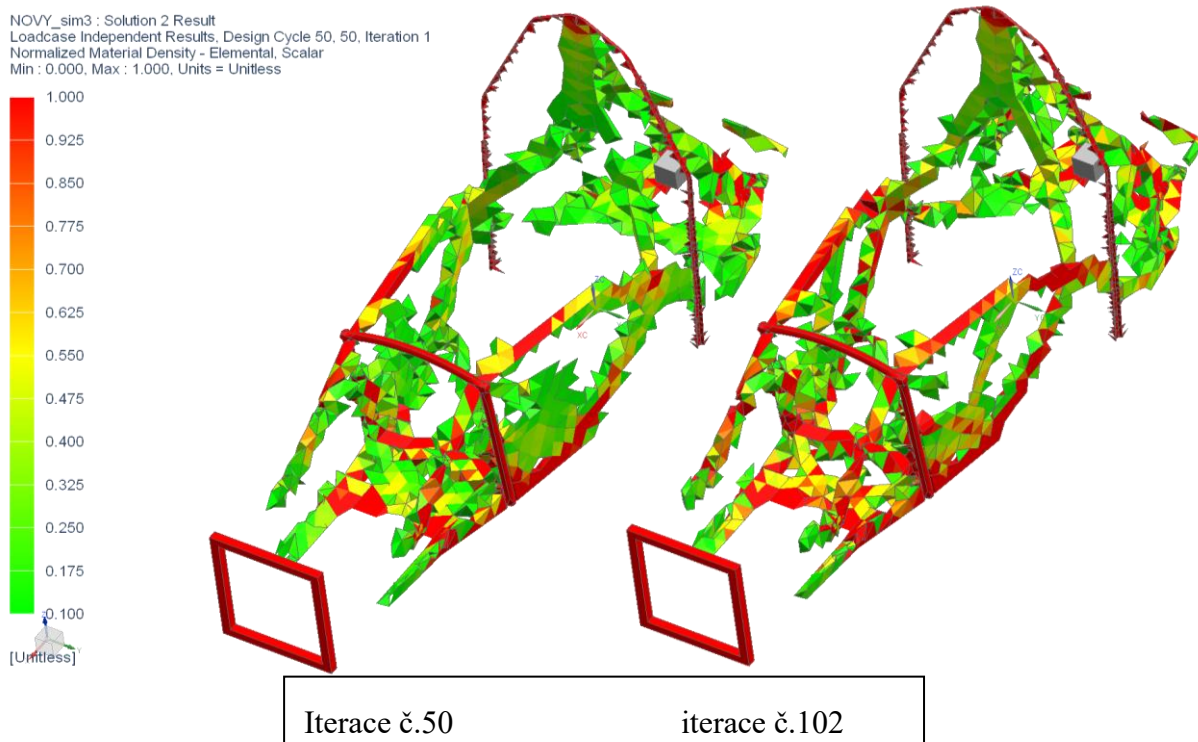 NOVY_sim3 : Solution 2 Result
Loadcase Independent Results, Design Cycle 50, 50, Iteration 1
Normalized Material Density - Elemental, Scalar
Min : 0.000, Max : 1.000, Units = Unitless
1.000
0.925
0.850
0.775
0.700
0.625
0.550
0.475
0.400
0.325
0.250
0.175
0.100
[Unitless]
XC
ZC
Iterace č.50 iterace č.102